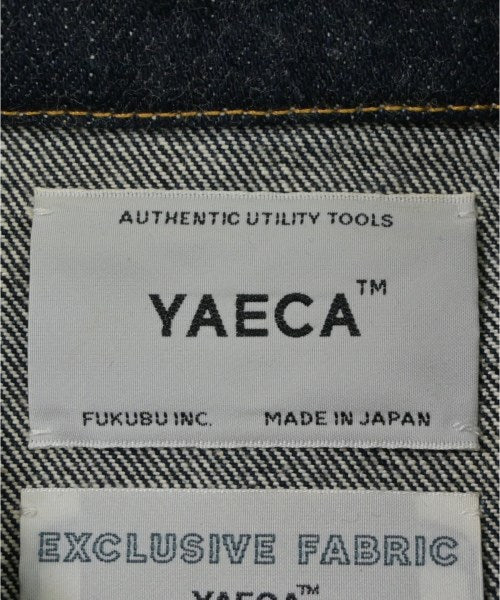 AUTHENTIC UTILITY TOOLS
YAECA™
FUKUBU INC. MADE IN JAPAN
EXCLUSIVE FABRIC
YAECA™